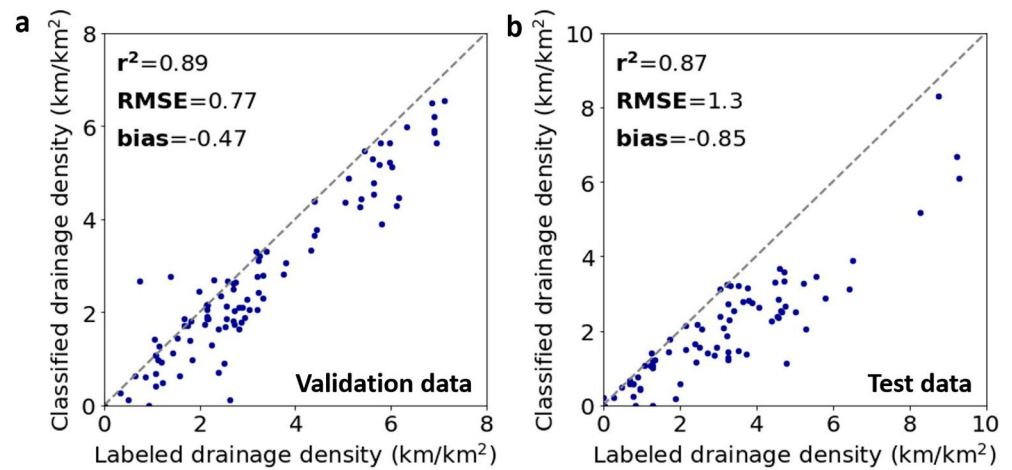 a
Classified drainage density (km/km²)
8
6
4
2
0
r²=0.89
RMSE=0.77
bias=-0.47
Validation data
0 2 4 6 8
Labeled drainage density (km/km²)
b
Classified drainage density (km/km²)
10
8
6
4
2
0
r²=0.87
RMSE=1.3
bias=-0.85
Test data
0 2 4 6 8 10
Labeled drainage density (km/km²)